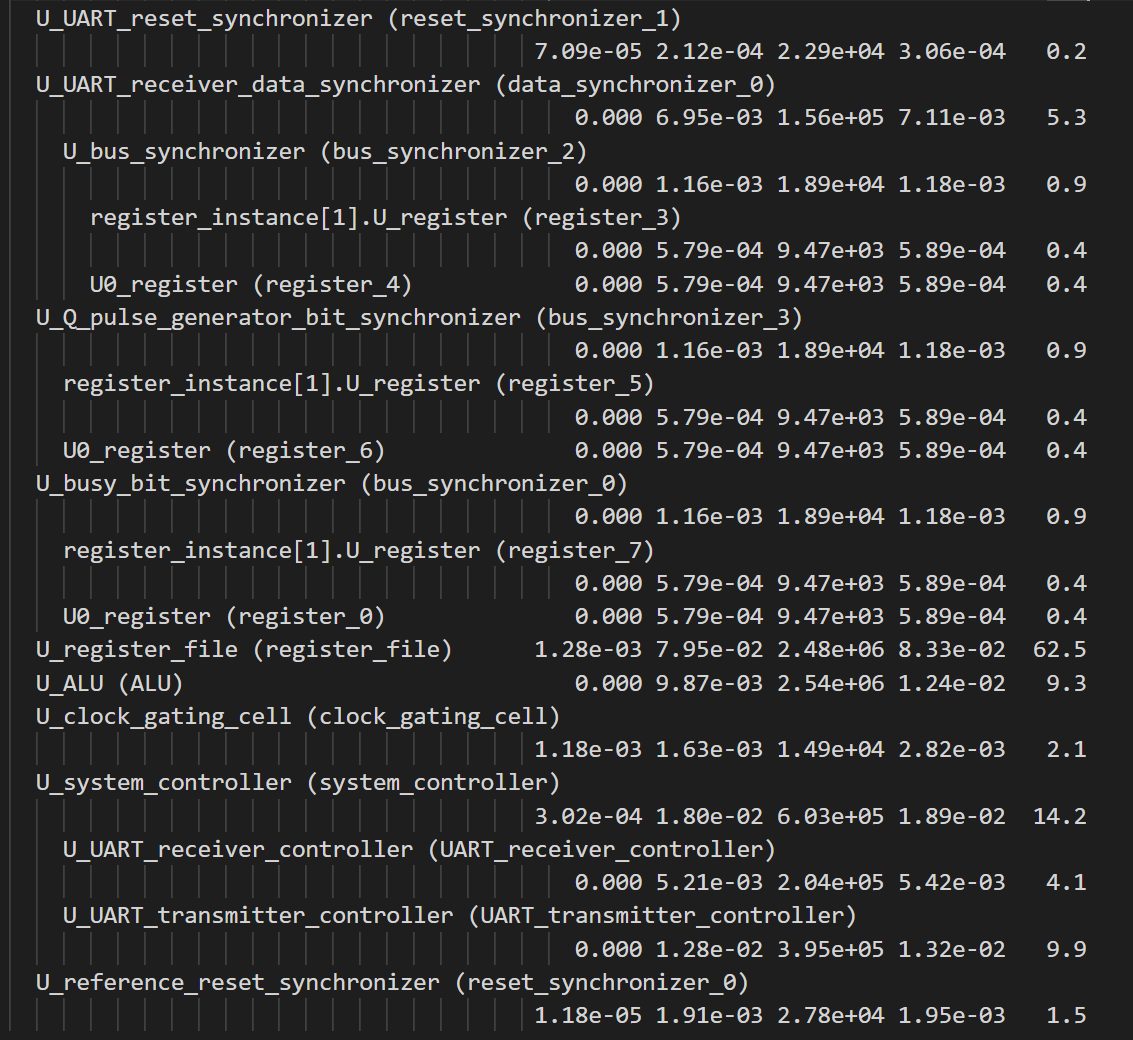 U_UART_reset_synchronizer (reset_synchronizer_1)
7.09e-05 2.12e-04 2.29e+04 3.06e-04 0.2
U_UART_receiver_data_synchronizer (data_synchronizer_0)
0.000 6.95e-03 1.56e+05 7.11e-03 5.3
U_bus_synchronizer (bus_synchronizer_2)
0.000 1.16e-03 1.89e+04 1.18e-03 0.9
register_instance[1].U_register (register_3)
0.000 5.79e-04 9.47e+03 5.89e-04 0.4
U0_register (register_4) 0.000 5.79e-04 9.47e+03 5.89e-04 0.4
U_Q_pulse_generator_bit_synchronizer (bus_synchronizer_3)
0.000 1.16e-03 1.89e+04 1.18e-03 0.9
register_instance[1].U_register (register_5)
0.000 5.79e-04 9.47e+03 5.89e-04 0.4
U0_register (register_6) 0.000 5.79e-04 9.47e+03 5.89e-04 0.4
U_busy_bit_synchronizer (bus_synchronizer_0)
0.000 1.16e-03 1.89e+04 1.18e-03 0.9
register_instance[1].U_register (register_7)
0.000 5.79e-04 9.47e+03 5.89e-04 0.4
U0_register (register_0) 0.000 5.79e-04 9.47e+03 5.89e-04 0.4
U_register_file (register_file) 1.28e-03 7.95e-02 2.48e+06 8.33e-02 62.5
U_ALU (ALU) 0.000 9.87e-03 2.54e+06 1.24e-02 9.3
U_clock_gating_cell (clock_gating_cell)
1.18e-03 1.63e-03 1.49e+04 2.82e-03 2.1
U_system_controller (system_controller)
3.02e-04 1.80e-02 6.03e+05 1.89e-02 14.2
U_UART_receiver_controller (UART_receiver_controller)
0.000 5.21e-03 2.04e+05 5.42e-03 4.1
U_UART_transmitter_controller (UART_transmitter_controller)
0.000 1.28e-02 3.95e+05 1.32e-02 9.9
U_reference_reset_synchronizer (reset_synchronizer_0)
1.18e-05 1.91e-03 2.78e+04 1.95e-03 1.5